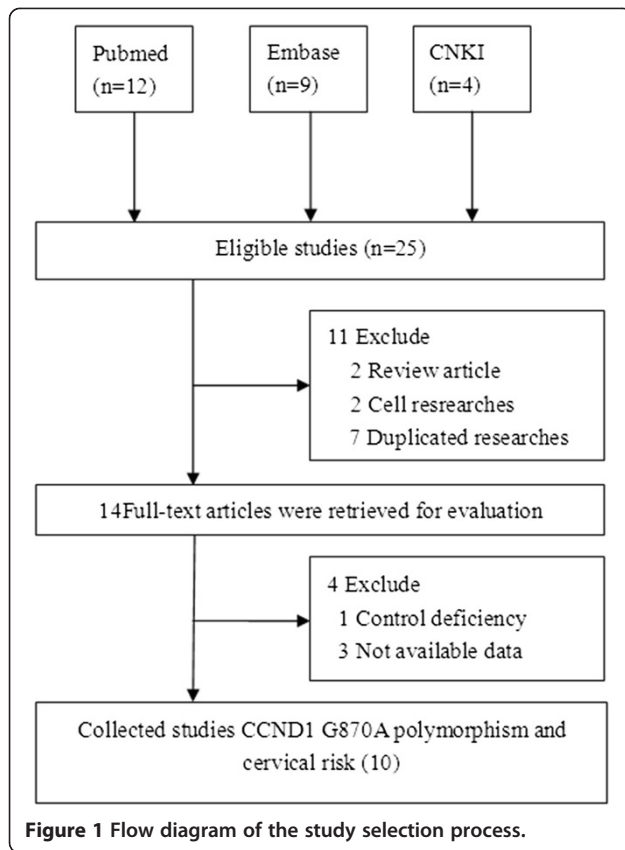 Pubmed
(n=12)
Embase
(n=9)
CNKI
(n=4)
Eligible studies (n=25)
11 Exclude
2 Review article
2 Cell resrearches
7 Duplicated researches
14Full-text articles were retrieved for evaluation
4 Exclude
1 Control deficiency
3 Not available data
Collected studies CCND1 G870A polymorphism and
cervical risk (10)
Figure 1 Flow diagram of the study selection process.